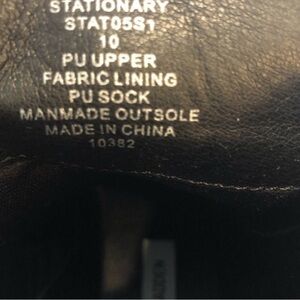 STATIONARY
STAT05S1
10
PU UPPER
FABRIC LINING
PU SOCK
MANMADE OUTSOLE
MADE IN CHINA
10382